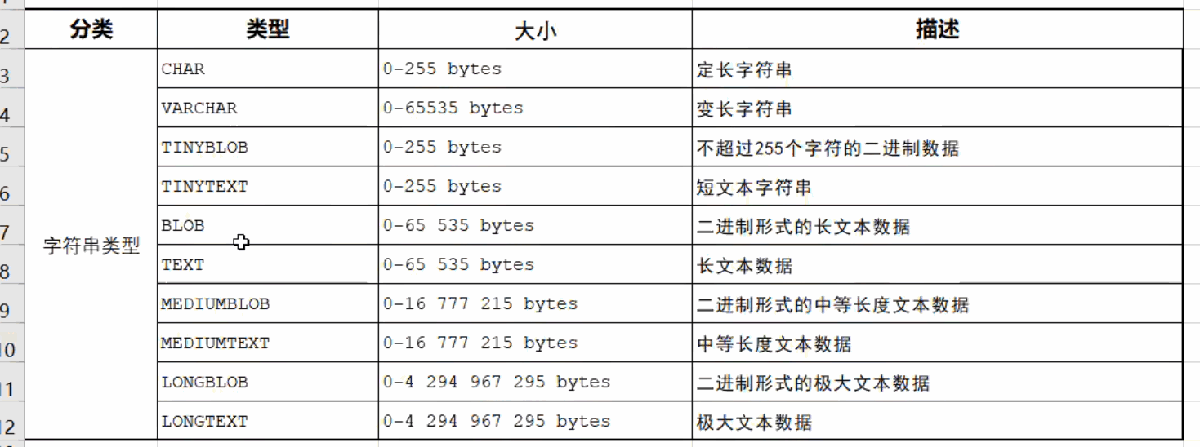 2 分类 类型 大小 描述
3 CHAR 0-255 bytes 定长字符串
4 VARCHAR 0-65535 bytes 变长字符串
5 TINYBLOB 0-255 bytes 不超过255个字符的二进制数据
6 TINYTEXT 0-255 bytes 短文本字符串
7 BLOB 0-65 535 bytes 二进制形式的长文本数据
字符串类型
8 TEXT 0-65 535 bytes 长文本数据
9 MEDIUMBLOB 0-16 777 215 bytes 二进制形式的中等长度文本数据
10 MEDIUMTEXT 0-16 777 215 bytes 中等长度文本数据
11 LONGBLOB 0-4 294 967 295 bytes 二进制形式的极大文本数据
12 LONGTEXT 0-4 294 967 295 bytes 极大文本数据